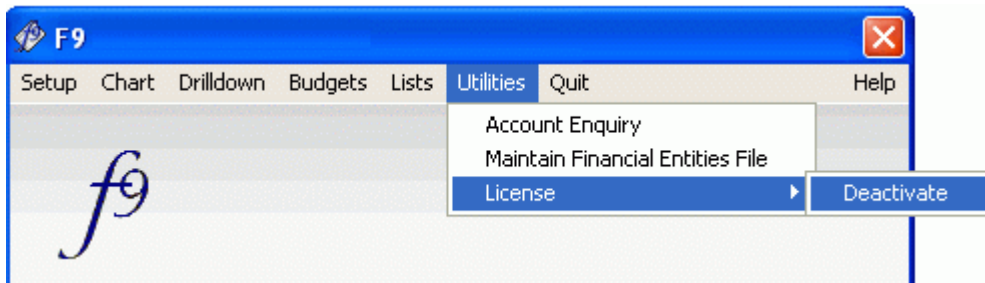 F9
Setup Chart Drilldown Budgets Lists Utilities Quit Help
Account Enquiry
Maintain Financial Entities File
License Deactivate
f9